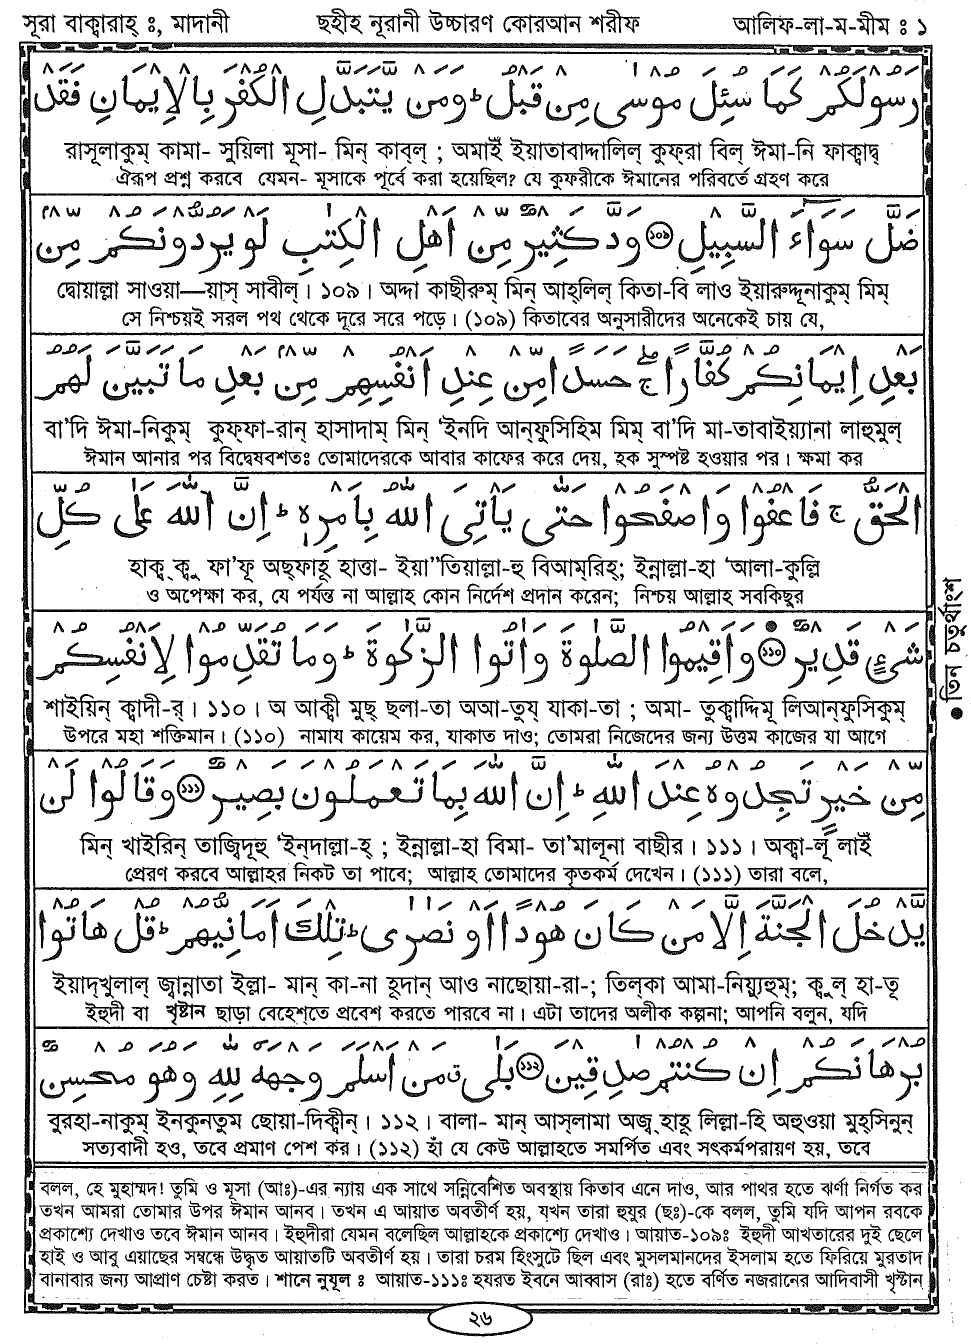 সূরা বাক্বারাহ্ ঃ, মাদানী ছহীহ নূরানী উচ্চারণ কোরআন শরীফ আলিফ-লা-ম-মীম ঃ ১
رَسُوْلَكُمْ كَمَا سُئِلَ مُوْسٰى مِنْ قَبْلُ ؕ وَمَنْ يَّتَبَدَّلِ الْكُفْرَ بِالْاِيْمَانِ فَقَدْ
রাসূলাকুম্ কামা- সুয়িলা মূসা- মিন্ কাব্ল্ ; অমাইঁ ইয়াতাবাদ্দালিল্ কুফ্রা বিল্ ঈমা-নি ফাক্বাদ্ব
ঐরূপ প্রশ্ন করবে যেমন- মূসাকে পূর্বে করা হয়েছিল? যে কুফরীকে ঈমানের পরিবর্তে গ্রহণ করে
ضَلَّ سَوَآءَ السَّبِيْلِ ﴿১০৯﴾ وَدَّ كَثِيْرٌ مِّنْ اَهْلِ الْكِتٰبِ لَوْ يَرُدُّوْنَكُمْ مِّنْۢ
দ্বোয়াল্লা সাওয়া—য়াস্ সাবীল্ । ১০৯। অদ্দা কাছীরুম্ মিন্ আহ্লিল্ কিতা-বি লাও ইয়ারুদ্দূনাকুম্ মিম্
সে নিশ্চয়ই সরল পথ থেকে দূরে সরে পড়ে। (১০৯) কিতাবের অনুসারীদের অনেকেই চায় যে,
بَعْدِ اِيْمَانِكُمْ كُفَّارًا ۖۚ حَسَدًا مِّنْ عِنْدِ اَنْفُسِهِمْ مِّنْۢ بَعْدِ مَا تَبَيَّنَ لَهُمُ
বা'দি ঈমা-নিকুম্ কুফ্ফা-রান্ হাসাদাম্ মিন্ 'ইনদি আন্ফুসিহিম মিম্ বা'দি মা-তাবাইয়্যানা লাহুমুল্
ঈমান আনার পর বিদ্বেষবশতঃ তোমাদেরকে আবার কাফের করে দেয়, হক সুস্পষ্ট হওয়ার পর। ক্ষমা কর
الْحَقُّ ۚ فَاعْفُوْا وَاصْفَحُوْا حَتّٰى يَاْتِىَ اللّٰهُ بِاَمْرِهٖ ؕ اِنَّ اللّٰهَ عَلٰى كُلِّ
হাক্ব্ ক্বু ফা'ফূ অছ্ফাহূ হাত্তা- ইয়া"তিয়াল্লা-হু বিআম্রিহ্; ইন্নাল্লা-হা 'আলা-কুল্লি
ও অপেক্ষা কর, যে পর্যন্ত না আল্লাহ কোন নির্দেশ প্রদান করেন; নিশ্চয় আল্লাহ সবকিছুর
شَىْءٍ قَدِيْرٌ ﴿১১০﴾ وَاَقِيْمُوا الصَّلٰوةَ وَاٰتُوا الزَّكٰوةَ ؕ وَمَا تُقَدِّمُوْا لِاَنْفُسِكُمْ
শাইয়িন্ ক্বাদী-র্। ১১০। অ আক্বী মুছ্ ছলা-তা অআ-তুয্ যাকা-তা ; অমা- তুক্বাদ্দিমূ লিআন্ফুসিকুম্
উপরে মহা শক্তিমান। (১১০) নামায কায়েম কর, যাকাত দাও; তোমরা নিজেদের জন্য উত্তম কাজের যা আগে
مِّنْ خَيْرٍ تَجِدُوْهُ عِنْدَ اللّٰهِ ؕ اِنَّ اللّٰهَ بِمَا تَعْمَلُوْنَ بَصِيْرٌ ﴿১১১﴾ وَقَالُوْا لَنْ
মিন্ খাইরিন্ তাজিদূহু 'ইন্দাল্লা-হ্ ; ইন্নাল্লা-হা বিমা- তা'মালূনা বাছীর। ১১১। অক্বা-লূ লাইঁ
প্রেরণ করবে আল্লাহর নিকট তা পাবে; আল্লাহ তোমাদের কৃতকর্ম দেখেন। (১১১) তারা বলে,
يَّدْخُلَ الْجَنَّةَ اِلَّا مَنْ كَانَ هُوْدًا اَوْ نَصٰرٰى ؕ تِلْكَ اَمَانِيُّهُمْ ؕ قُلْ هَاتُوْا
ইয়াদ্খুলাল্ জ্বান্নাতা ইল্লা- মান্ কা-না হূদান্ আও নাছোয়া-রা-; তিল্কা আমা-নিয়্যুহুম্; ক্বুল্ হা-তূ
ইহুদী বা খৃষ্টান ছাড়া বেহেশ্তে প্রবেশ করতে পারবে না। এটা তাদের অলীক কল্পনা; আপনি বলুন, যদি
بُرْهَانَكُمْ اِنْ كُنْتُمْ صٰدِقِيْنَ ﴿১১২﴾ بَلٰى ۗ مَنْ اَسْلَمَ وَجْهَهٗ لِلّٰهِ وَهُوَ مُحْسِنٌ
বুরহা-নাকুম্ ইনকুনতুম ছোয়া-দিক্বীন্। ১১২। বালা- মান্ আস্লামা অজ্ব্ হাহূ লিল্লা-হি অহুওয়া মুহ্সিনুন্
সত্যবাদী হও, তবে প্রমাণ পেশ কর। (১১২) হাঁ যে কেউ আল্লাহতে সমর্পিত এবং সৎকর্মপরায়ণ হয়, তবে
বলল, হে মুহাম্মদ! তুমি ও মূসা (আঃ)-এর ন্যায় এক সাথে সন্নিবেশিত অবস্থায় কিতাব এনে দাও, আর পাথর হতে ঝর্ণা নির্গত কর
তখন আমরা তোমার উপর ঈমান আনব। তখন এ আয়াত অবতীর্ণ হয়, যখন তারা হুযুর (ছঃ)-কে বলল, তুমি যদি আপন রবকে
প্রকাশ্যে দেখাও তবে ঈমান আনব। ইহুদীরা যেমন বলেছিল আল্লাহকে প্রকাশ্যে দেখাও। আয়াত-১০৯ঃ ইহুদী আখতারের দুই ছেলে
হাই ও আবু এয়াছের সম্বন্ধে উদ্ধৃত আয়াতটি অবতীর্ণ হয়। তারা চরম হিংসুটে ছিল এবং মুসলমানদের ইসলাম হতে ফিরিয়ে মুরতাদ
বানাবার জন্য আপ্রাণ চেষ্টা করত। শানে নুযূল ঃ আয়াত-১১১ঃ হযরত ইবনে আব্বাস (রাঃ) হতে বর্ণিত নজরানের আদিবাসী খৃস্টান
২৬
● তিন চতুর্থাংশ